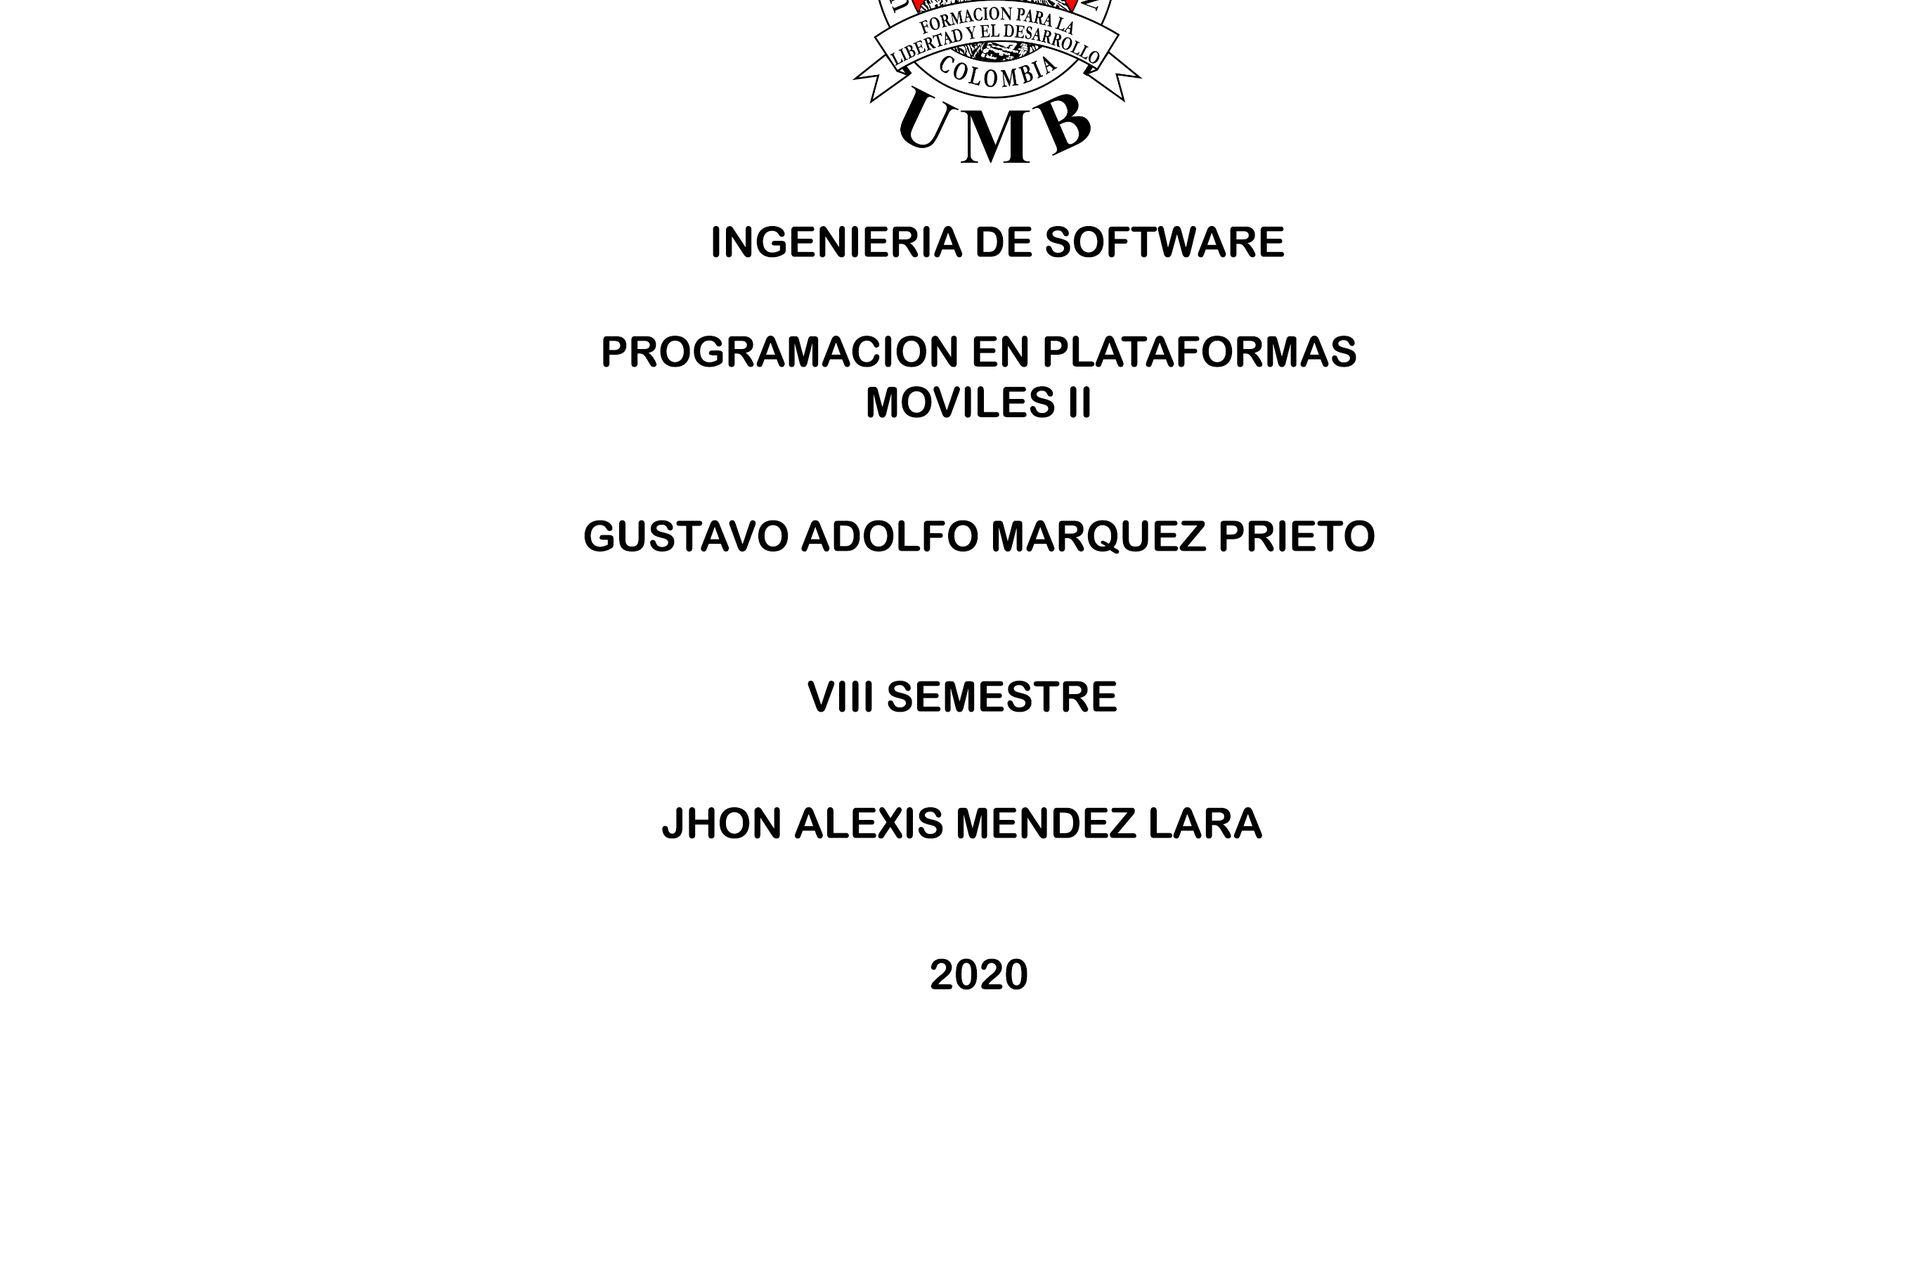 FORMACION PARA LA
LIBERTAD Y EL DESARROLLO
COLOMBIA
UMB
INGENIERIA DE SOFTWARE
PROGRAMACION EN PLATAFORMAS
MOVILES II
GUSTAVO ADOLFO MARQUEZ PRIETO
VIII SEMESTRE
JHON ALEXIS MENDEZ LARA
2020